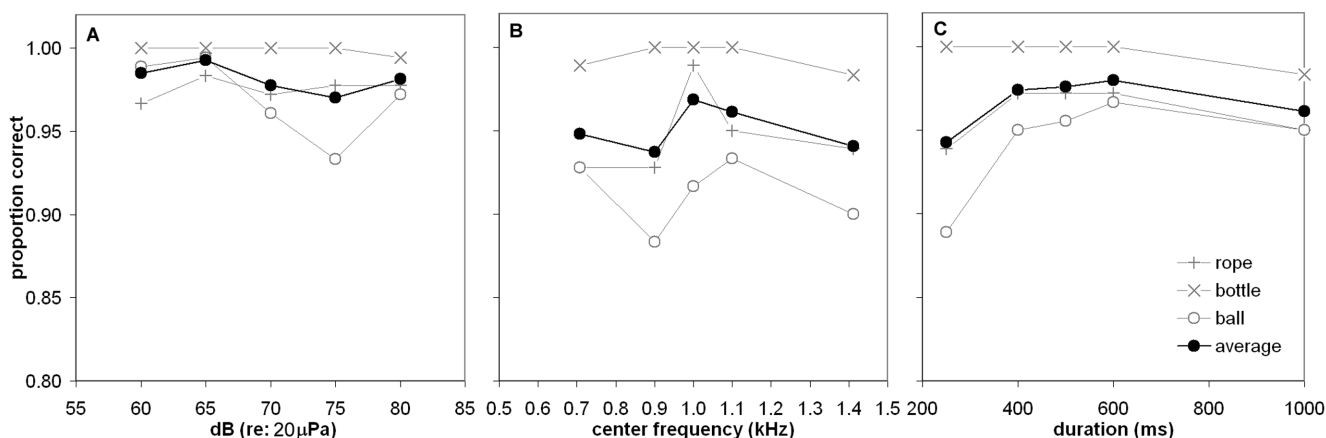 A
B
C
proportion correct
1.00
0.95
0.90
0.85
0.80
55 60 65 70 75 80 85
dB (re: 20μPa)
0.5 0.6 0.7 0.8 0.9 1.0 1.1 1.2 1.3 1.4 1.5
center frequency (kHz)
200 400 600 800 1000
duration (ms)
rope
bottle
ball
average